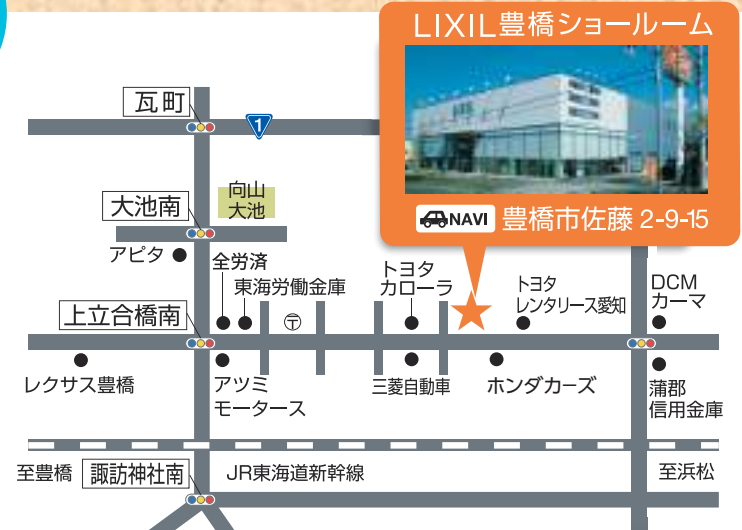 LIXIL豊橋ショールーム
NAVI 豊橋市佐藤 2-9-15
瓦町
1
向山
大池
大池南
アピタ
全労済
東海労働金庫
トヨタ
カローラ
トヨタ
レンタリース愛知
DCM
カーマ
上立合橋南
〒
レクサス豊橋
アツミ
モータース
三菱自動車
ホンダカーズ
蒲郡
信用金庫
至豊橋
諏訪神社南
JR東海道新幹線
至浜松